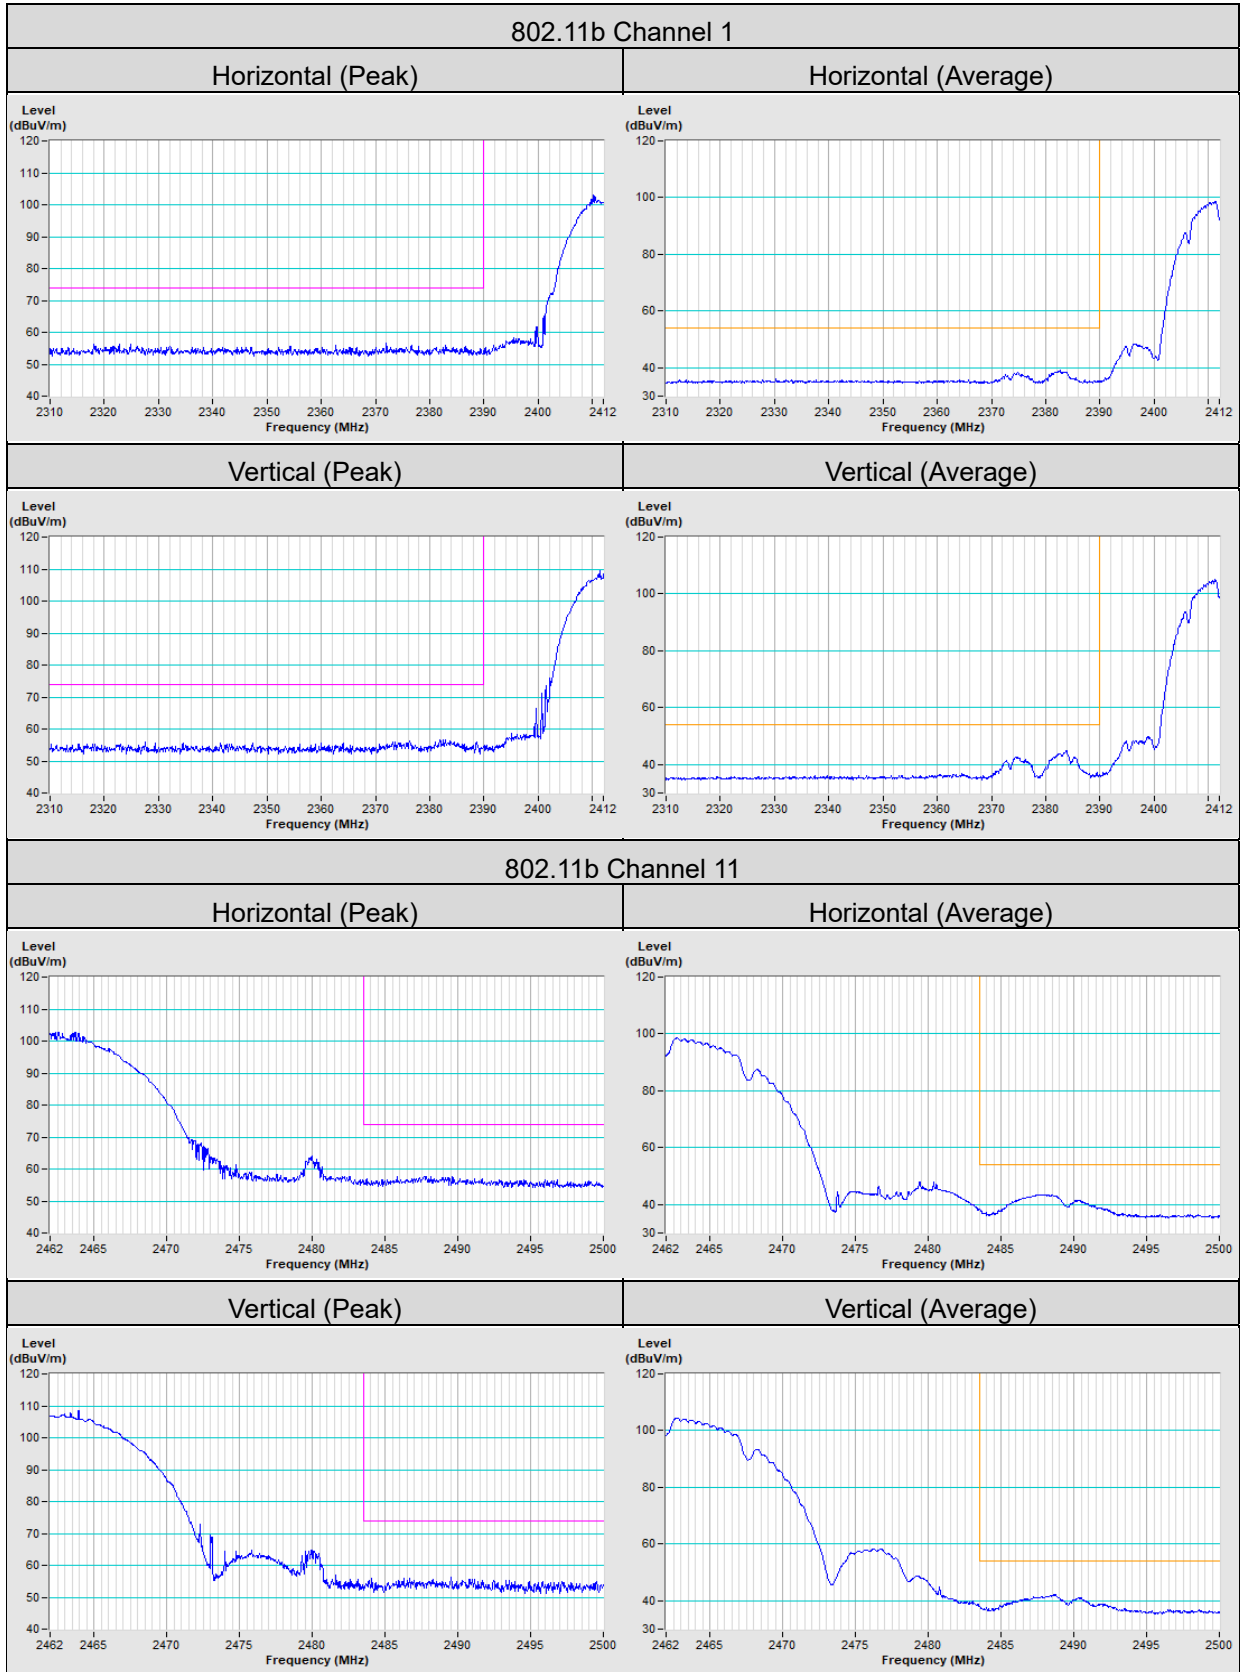 802.11b Channel 1
Horizontal (Peak)
Horizontal (Average)
Level
(dBuV/m)
120
110
100
90
80
70
60
50
40
2310 2320 2330 2340 2350 2360 2370 2380 2390 2400 2412
Frequency (MHz)
Level
(dBuV/m)
120
100
80
60
40
30
2310 2320 2330 2340 2350 2360 2370 2380 2390 2400 2412
Frequency (MHz)
Vertical (Peak)
Vertical (Average)
Level
(dBuV/m)
120
110
100
90
80
70
60
50
40
2310 2320 2330 2340 2350 2360 2370 2380 2390 2400 2412
Frequency (MHz)
Level
(dBuV/m)
120
100
80
60
40
30
2310 2320 2330 2340 2350 2360 2370 2380 2390 2400 2412
Frequency (MHz)
802.11b Channel 11
Horizontal (Peak)
Horizontal (Average)
Level
(dBuV/m)
120
110
100
90
80
70
60
50
40
2462 2465 2470 2475 2480 2485 2490 2495 2500
Frequency (MHz)
Level
(dBuV/m)
120
100
80
60
40
30
2462 2465 2470 2475 2480 2485 2490 2495 2500
Frequency (MHz)
Vertical (Peak)
Vertical (Average)
Level
(dBuV/m)
120
110
100
90
80
70
60
50
40
2462 2465 2470 2475 2480 2485 2490 2495 2500
Frequency (MHz)
Level
(dBuV/m)
120
100
80
60
40
30
2462 2465 2470 2475 2480 2485 2490 2495 2500
Frequency (MHz)